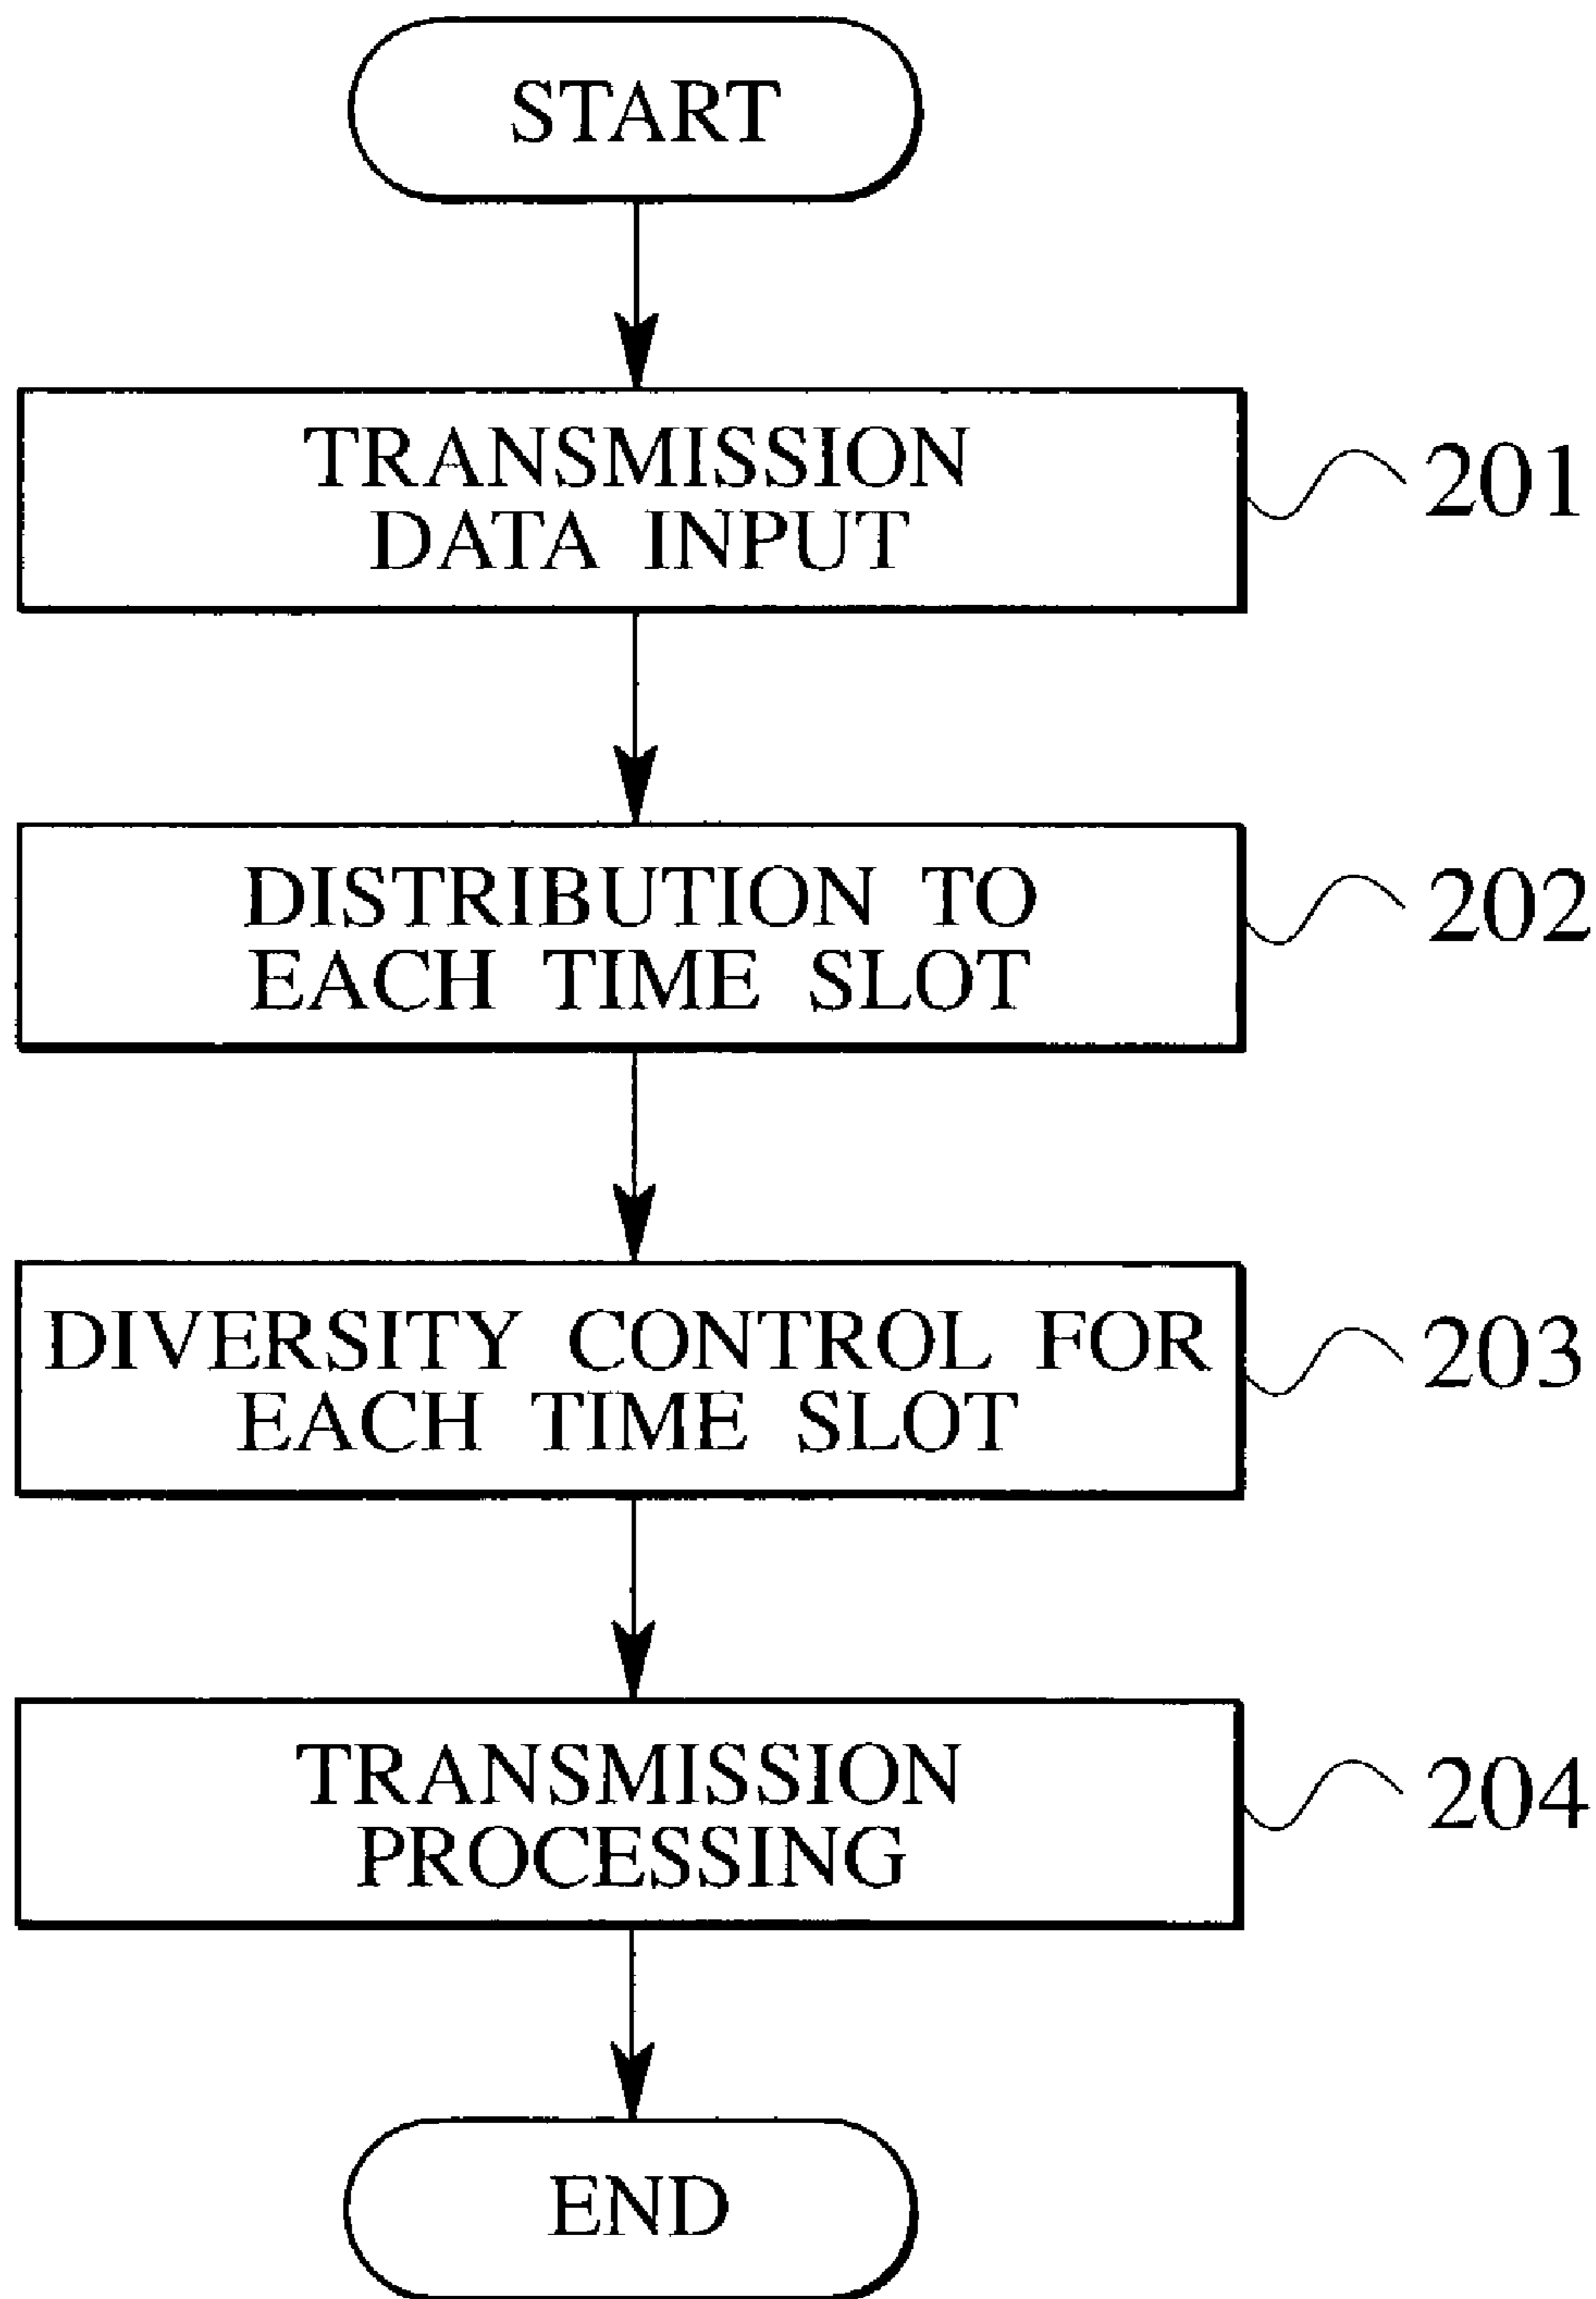 START
TRANSMISSION
DATA INPUT
201
DISTRIBUTION TO
EACH TIME SLOT
202
DIVERSITY CONTROL FOR
EACH TIME SLOT
203
TRANSMISSION
PROCESSING
204
END